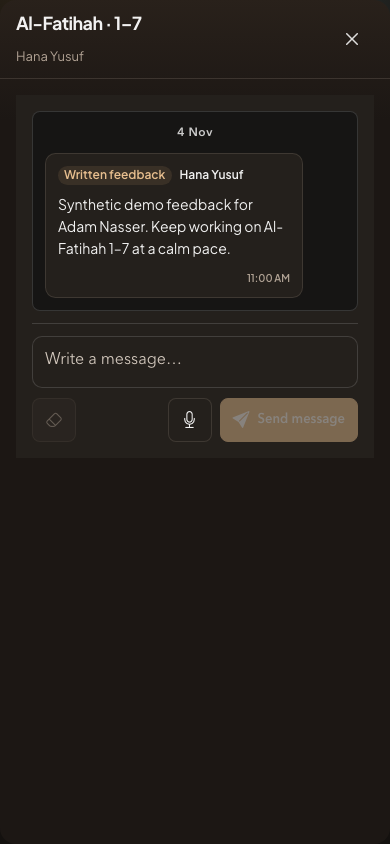 Al-Fatihah · 1–7
Hana Yusuf
4 Nov
Written feedback Hana Yusuf
Synthetic demo feedback for
Adam Nasser. Keep working on Al-
Fatihah 1–7 at a calm pace.
11:00 AM
Write a message...
Send message